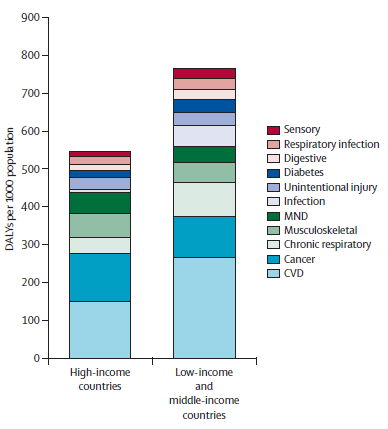 900
800
700
600
500
400
300
200
100
0
DALYs per 1000 population
High-income
countries
Low-income
and
middle-income
countries
Sensory
Respiratory infection
Digestive
Diabetes
Unintentional injury
Infection
MND
Musculoskeletal
Chronic respiratory
Cancer
CVD